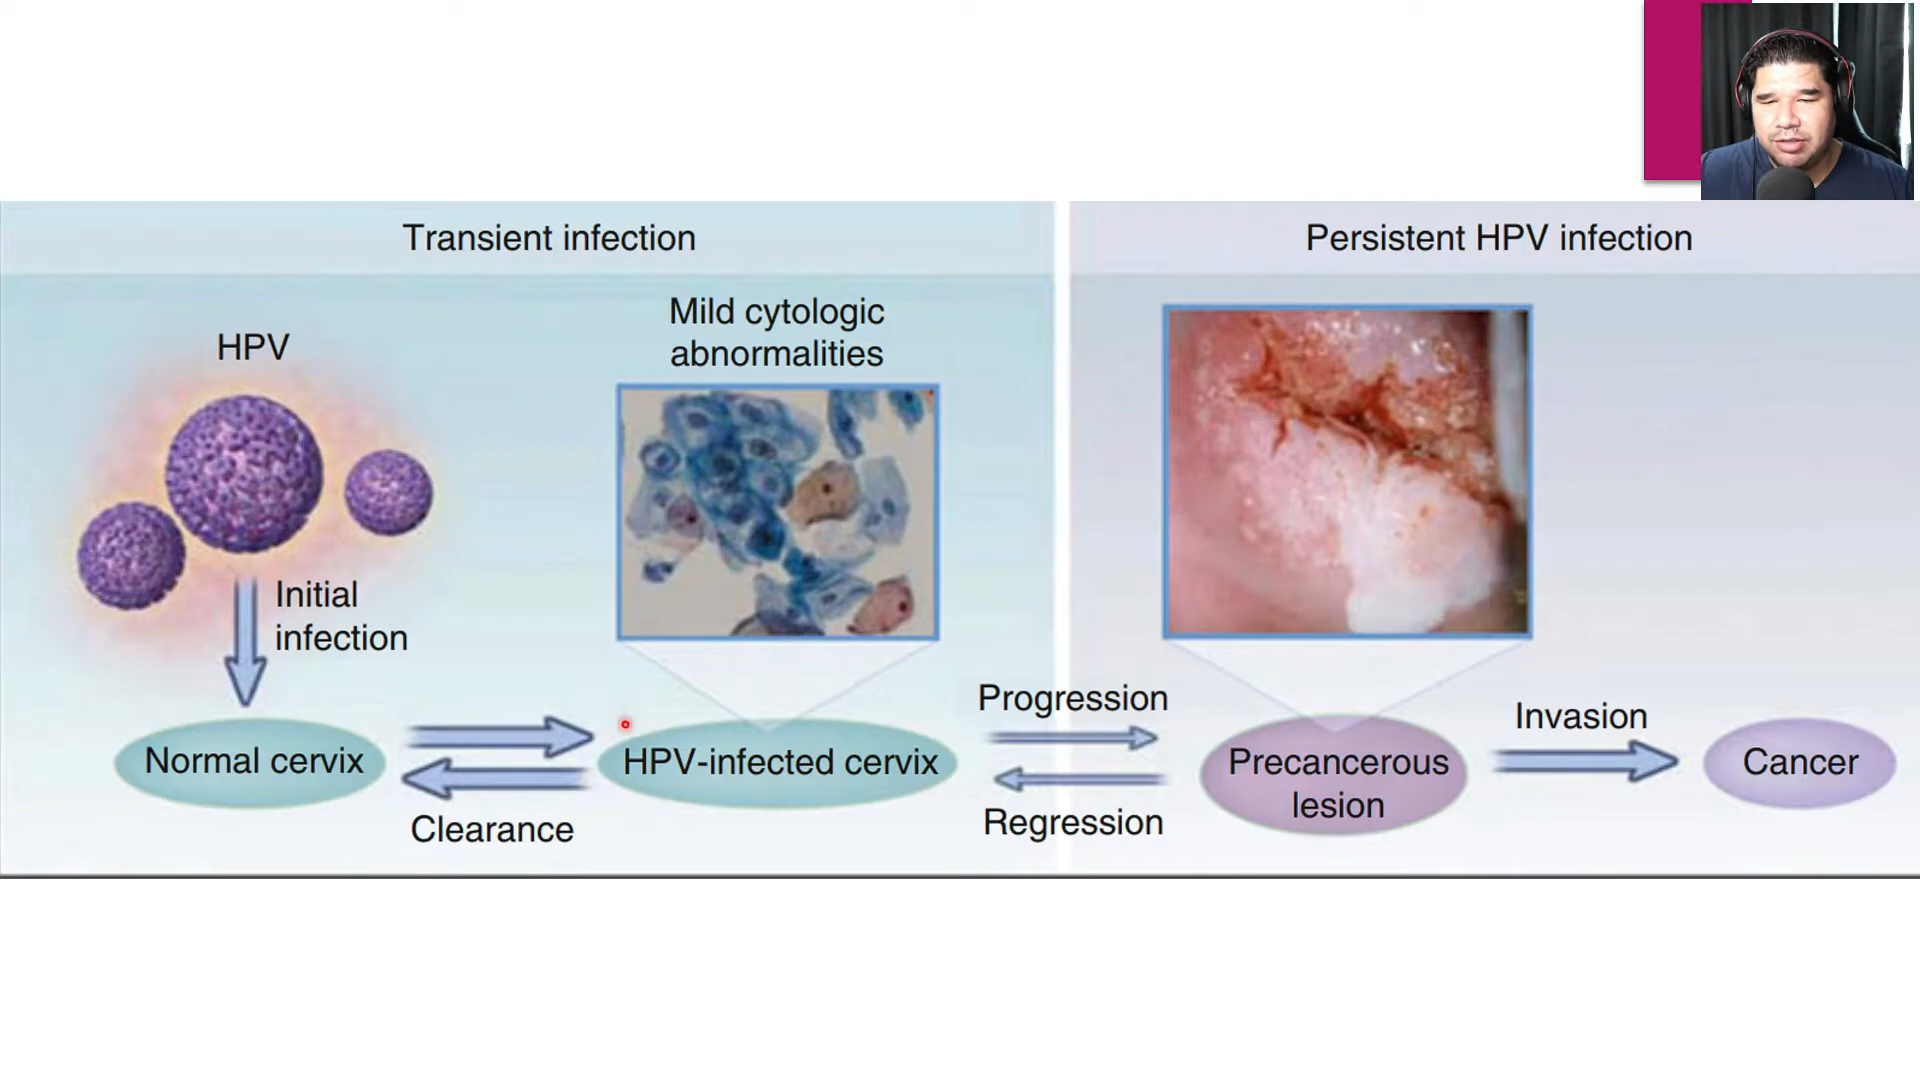 Transient infection
Persistent HPV infection
HPV
Mild cytologic
abnormalities
Initial
infection
Normal cervix
Clearance
HPV-infected cervix
Progression
Regression
Precancerous
lesion
Invasion
Cancer